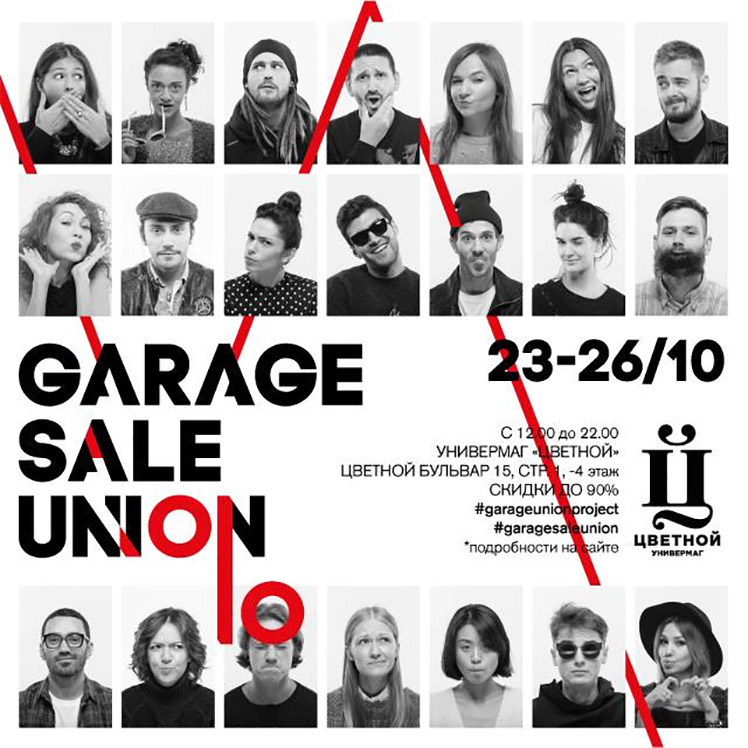 GARAGE
SALE
UNION
%
23-26/10
С 12.00 до 22.00
УНИВЕРМАГ «ЦВЕТНОЙ»
ЦВЕТНОЙ БУЛЬВАР 15, СТР. 1, -4 этаж
СКИДКИ ДО 90%
#garageunionproject
#garagesaleunion
*подробности на сайте
Ц
ЦВЕТНОЙ
УНИВЕРМАГ